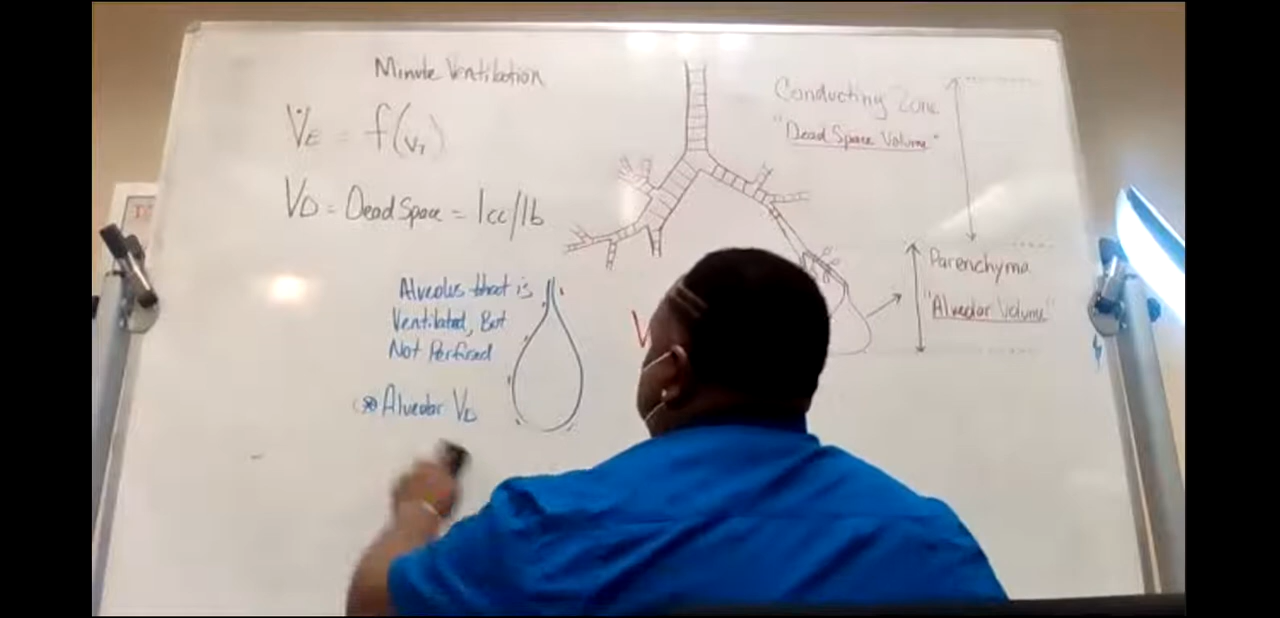 Minute Ventilation
V̇E = f(VT)
VD = Dead Space = 1cc/lb
Alveolus that is
Ventilated, But
Not Perfused
* Alveolar VD
Conducting Zone
"Dead Space Volume"
Parenchyma
"Alveolar Volume"
V